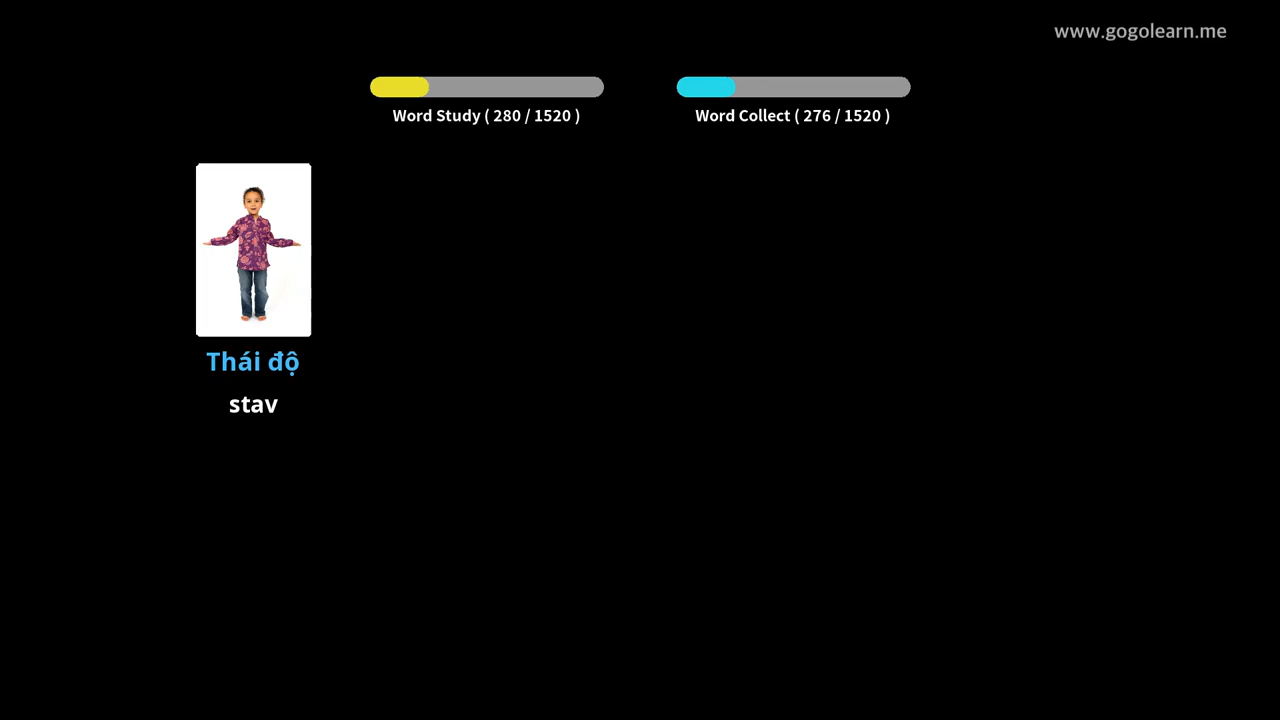 www.gogolearn.me
Word Study ( 280 / 1520 )
Word Collect ( 276 / 1520 )
Thái độ
stav